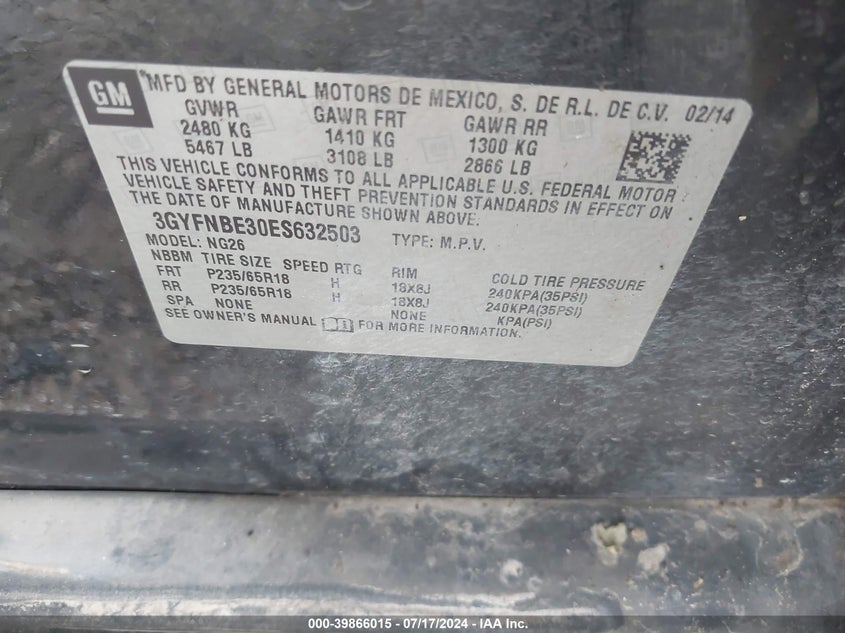 GM
MFD BY GENERAL MOTORS DE MEXICO, S. DE R.L. DE C.V. 02/14
GVWR GAWR FRT GAWR RR
2480 KG 1410 KG 1300 KG
5467 LB 3108 LB 2866 LB
THIS VEHICLE CONFORMS TO ALL APPLICABLE U.S. FEDERAL MOTOR
VEHICLE SAFETY AND THEFT PREVENTION STANDARDS IN EFFECT ON
THE DATE OF MANUFACTURE SHOWN ABOVE.
3GYFNBE30ES632503 TYPE: M.P.V.
MODEL: NG26
NBBM TIRE SIZE SPEED RTG RIM COLD TIRE PRESSURE
FRT P235/65R18 H 18X8J 240KPA(35PSI)
RR P235/65R18 H 18X8J 240KPA(35PSI)
SPA NONE NONE KPA(PSI)
SEE OWNER'S MANUAL FOR MORE INFORMATION.
000-39866015 - 07/17/2024 - IAA Inc.